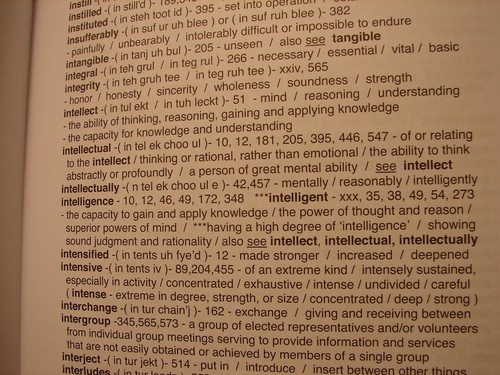 instill
instilled -( in still'd )- 189,
instituted -( in steh toot id )- 395 - set into operation
insufferably -( in suf ur uh blee ) or ( in suf ruh blee ) - 382
- painfully / unbearably / intolerably difficult or impossible to endure
intangible -( in tanj uh bul )- 205 - unseen / also see tangible
integral -( in teh grul / in teg rul )- 266 - necessary / essential / vital / basic
integrity -( in teh gruh tee / in teg ruh tee )- xxiv, 565
- honor / honesty / sincerity / wholeness / soundness / strength
intellect -( in tul ekt / in tuh leckt )- 51 - mind / reasoning / understanding
- the ability of thinking, reasoning, gaining and applying knowledge
- the capacity for knowledge and understanding
intellectual -( in tel ek choo ul )- 10, 12, 181, 205, 395, 446, 547 - of or relating
to the intellect / thinking or rational, rather than emotional / the ability to think
abstractly or profoundly / a person of great mental ability / see intellect
intellectually -( n tel ek choo ul e )- 42,457 - mentally / reasonably / intelligently
intelligence - 10, 12, 46, 49, 172, 348 ***intelligent - xxx, 35, 38, 49, 54, 273
- the capacity to gain and apply knowledge / the power of thought and reason /
superior powers of mind / ***having a high degree of 'intelligence' / showing
sound judgment and rationality / also see intellect, intellectual, intellectually
intensified -( in tents uh fye'd )- 12 - made stronger / increased / deepened
intensive -( in tents iv )- 89,204,455 - of an extreme kind / intensely sustained,
especially in activity / concentrated / exhaustive / intense / undivided / careful
( intense - extreme in degree, strength, or size / concentrated / deep / strong )
interchange -( in tur chain'j )- 162 - exchange / giving and receiving between
intergroup -345,565,573 - a group of elected representatives and/or volunteers
from individual group meetings serving to provide information and services
that are not easily obtained or achieved by members of a single group
interject -( in tur jekt )- 514 - put in / introduce / insert between other things
interludes -( in tur